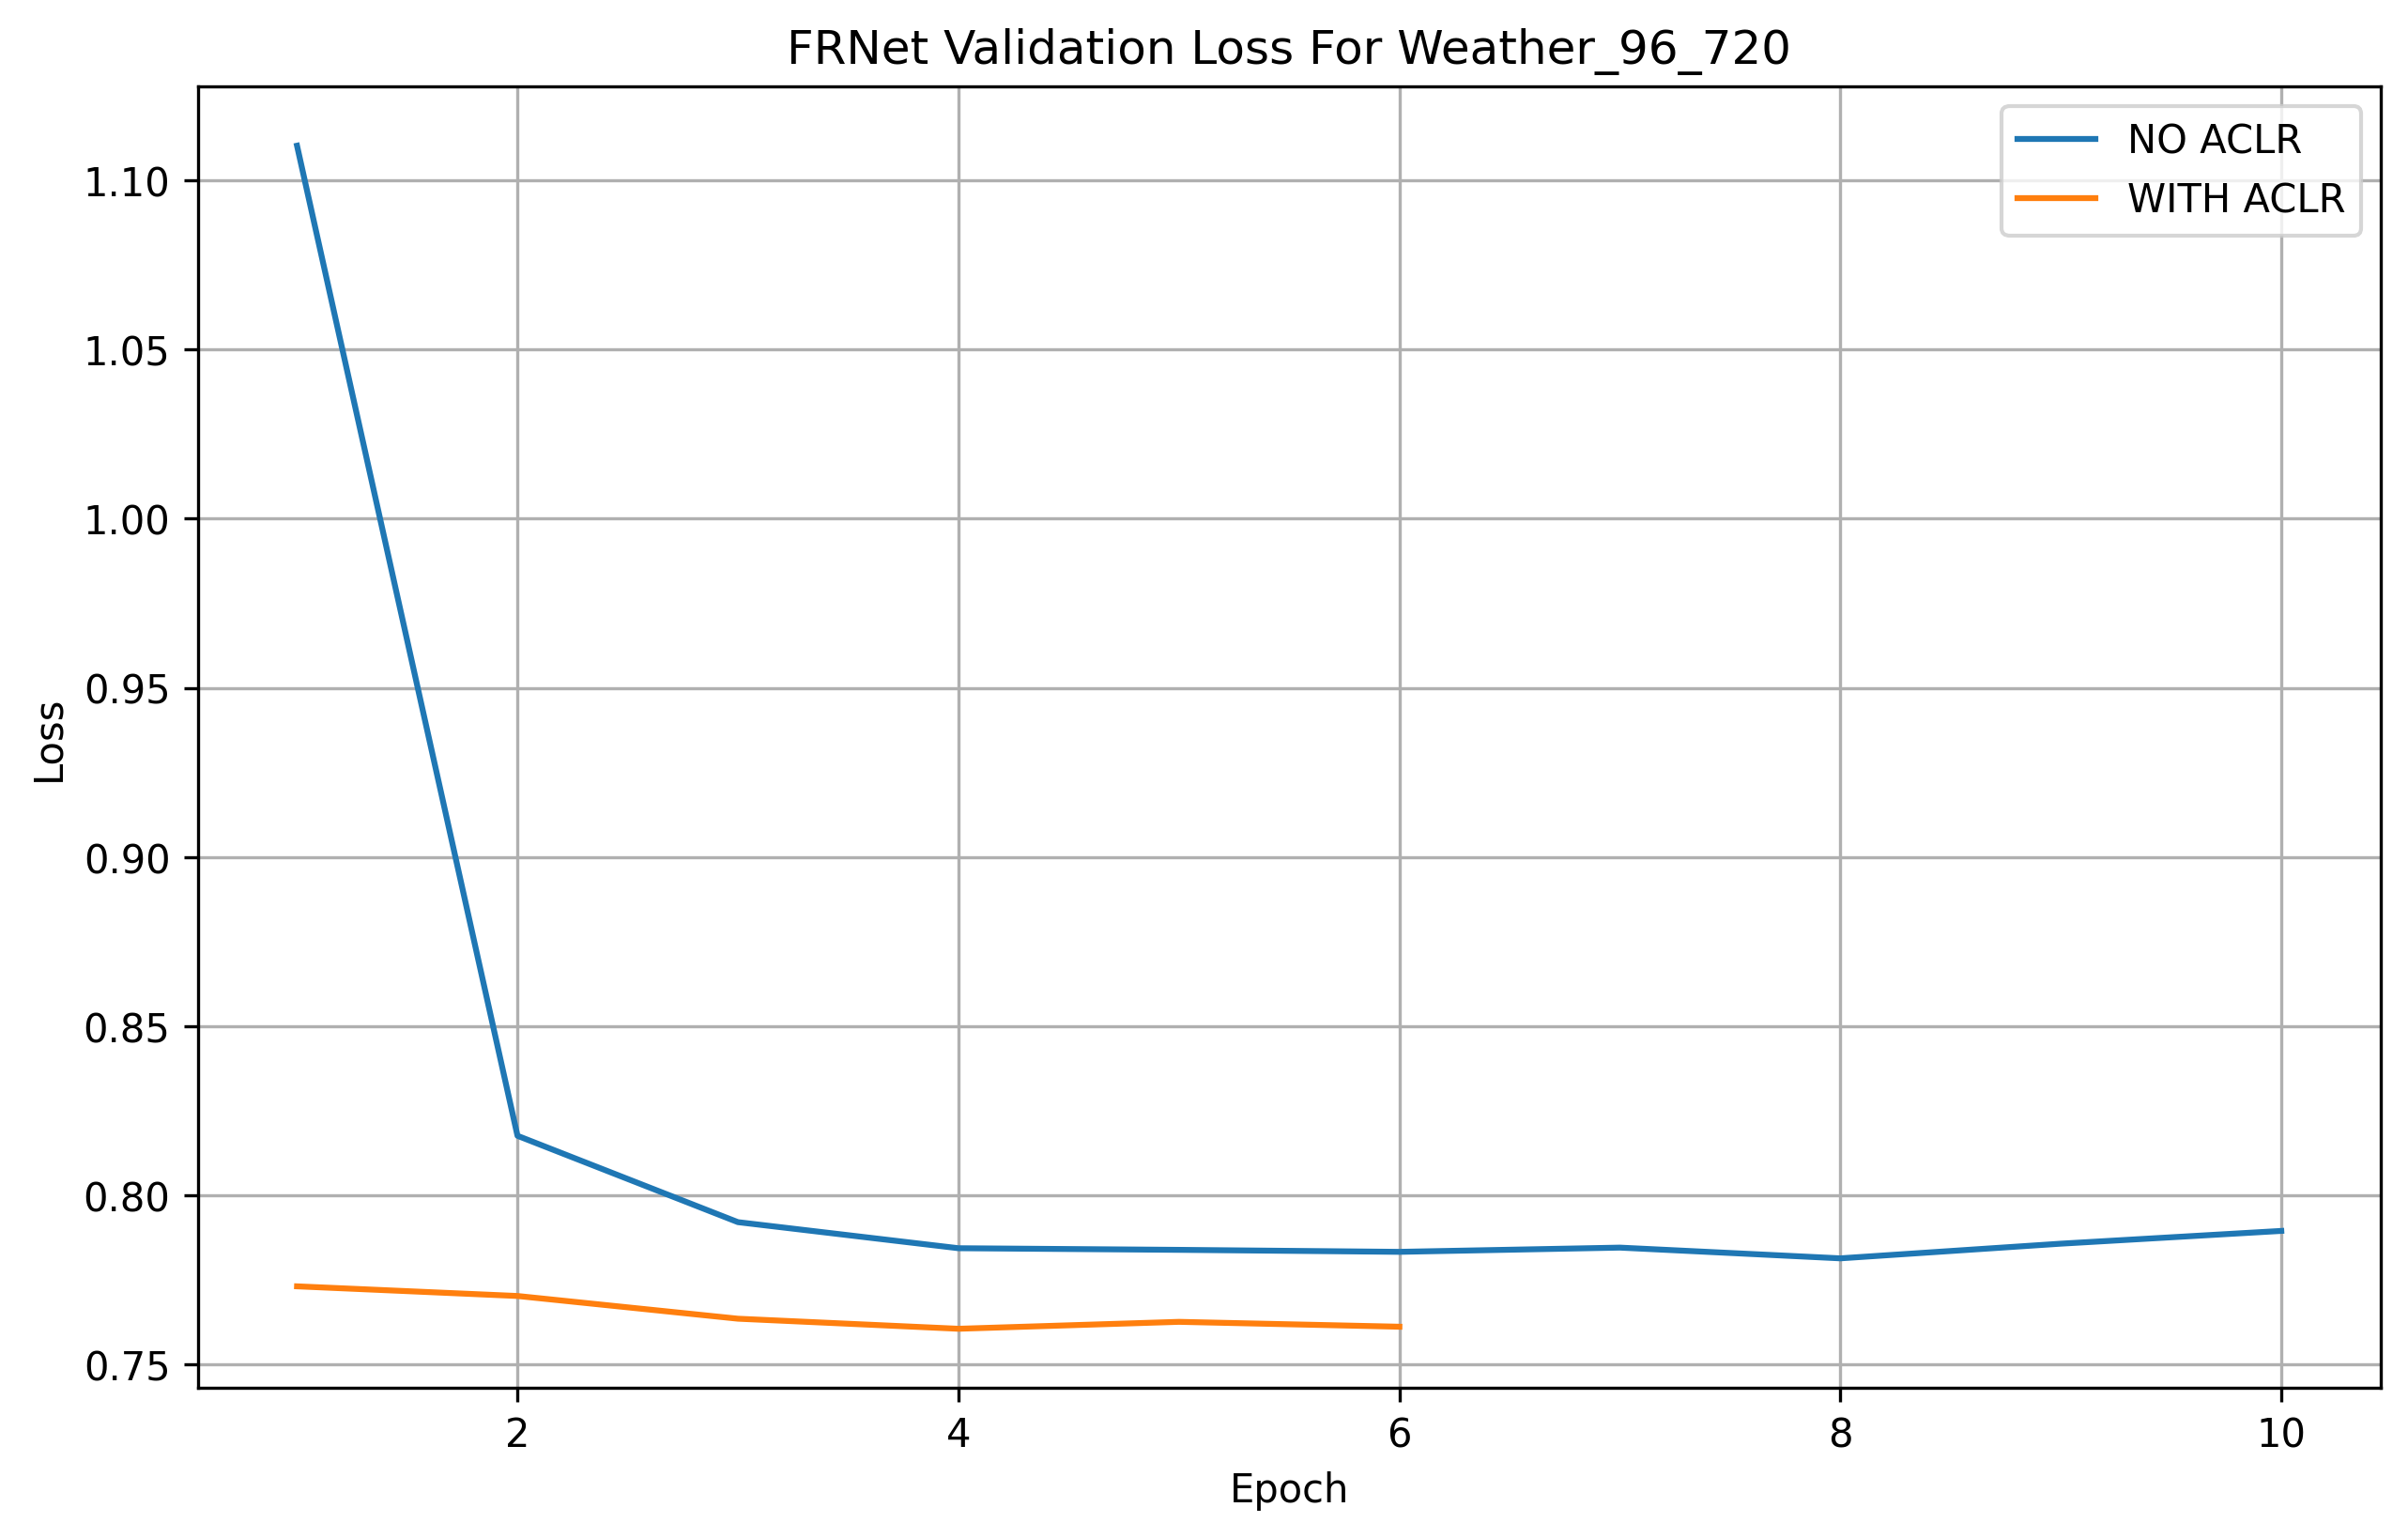 FRNet Validation Loss For Weather_96_720
NO ACLR
WITH ACLR
1.10
1.05
1.00
0.95
0.90
0.85
0.80
0.75
Loss
2 4 6 8 10
Epoch